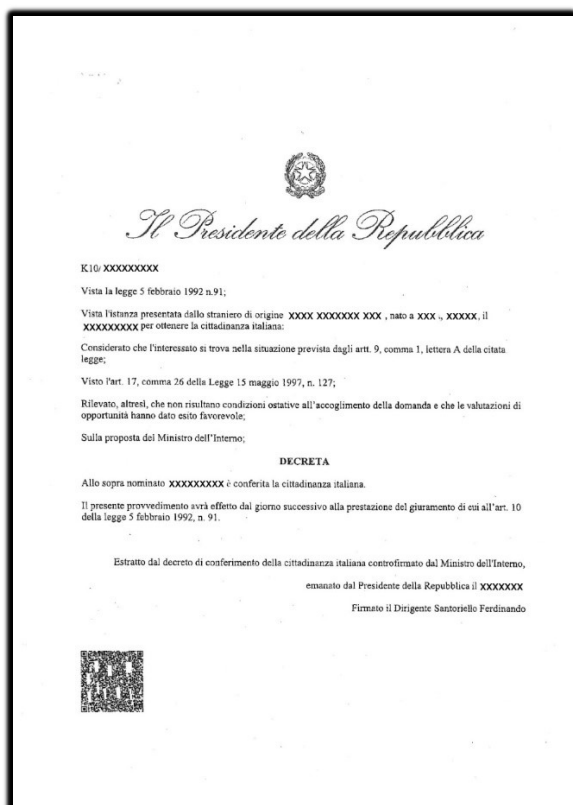 Il Presidente della Repubblica
K10/ XXXXXXXXX
Vista la legge 5 febbraio 1992 n.91;
Vista l'istanza presentata dallo straniero di origine XXXX XXXXXXX XXX , nato a XXX ., XXXXX, il
XXXXXXXXX per ottenere la cittadinanza italiana:
Considerato che l'interessato si trova nella situazione prevista dagli artt. 9, comma 1, lettera A della citata
legge;
Visto l'art. 17, comma 26 della Legge 15 maggio 1997, n. 127;
Rilevato, altresì, che non risultano condizioni ostative all'accoglimento della domanda e che le valutazioni di
opportunità hanno dato esito favorevole;
Sulla proposta del Ministro dell'Interno;
DECRETA
Allo sopra nominato XXXXXXXXX è conferita la cittadinanza italiana.
Il presente provvedimento avrà effetto dal giorno successivo alla prestazione del giuramento di cui all'art. 10
della legge 5 febbraio 1992, n. 91.
Estratto dal decreto di conferimento della cittadinanza italiana controfirmato dal Ministro dell'Interno,
emanato dal Presidente della Repubblica il XXXXXXX
Firmato il Dirigente Santoriello Ferdinando